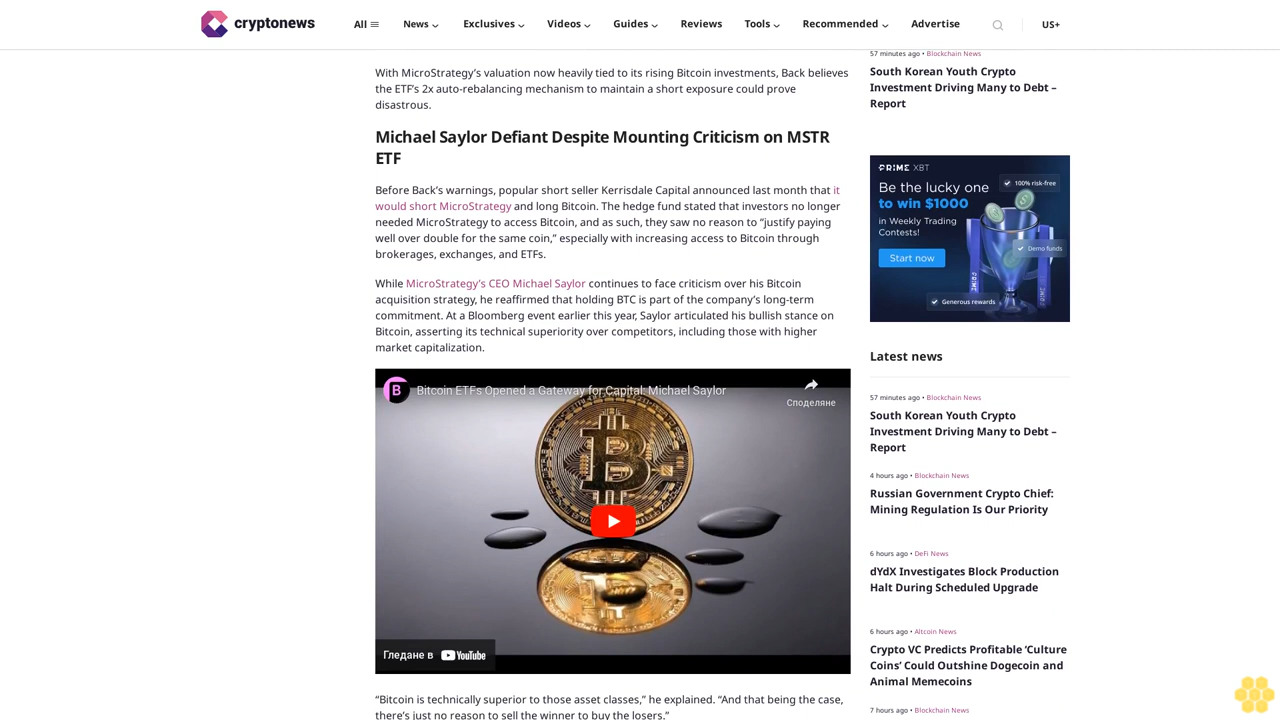 cryptonews
All
News
Exclusives
Videos
Guides
Reviews
Tools
Recommended
Advertise
US+
With MicroStrategy’s valuation now heavily tied to its rising Bitcoin investments, Back believes
the ETF’s 2x auto-rebalancing mechanism to maintain a short exposure could prove
disastrous.
Michael Saylor Defiant Despite Mounting Criticism on MSTR
ETF
Before Back’s warnings, popular short seller Kerrisdale Capital announced last month that it
would short MicroStrategy and long Bitcoin. The hedge fund stated that investors no longer
needed MicroStrategy to access Bitcoin, and as such, they saw no reason to “justify paying
well over double for the same coin,” especially with increasing access to Bitcoin through
brokerages, exchanges, and ETFs.
While MicroStrategy’s CEO Michael Saylor continues to face criticism over his Bitcoin
acquisition strategy, he reaffirmed that holding BTC is part of the company’s long-term
commitment. At a Bloomberg event earlier this year, Saylor articulated his bullish stance on
Bitcoin, asserting its technical superiority over competitors, including those with higher
market capitalization.
B
Bitcoin ETFs Opened a Gateway for Capital: Michael Saylor
Споделяне
Гледане в YouTube
“Bitcoin is technically superior to those asset classes,” he explained. “And that being the case,
there’s just no reason to sell the winner to buy the losers.”
57 minutes ago • Blockchain News
South Korean Youth Crypto
Investment Driving Many to Debt –
Report
PRIME XBT
100% risk-free
Be the lucky one
to win $1000
in Weekly Trading
Contests!
Demo funds
Start now
Generous rewards
Latest news
57 minutes ago • Blockchain News
South Korean Youth Crypto
Investment Driving Many to Debt –
Report
4 hours ago • Blockchain News
Russian Government Crypto Chief:
Mining Regulation Is Our Priority
6 hours ago • DeFi News
dYdX Investigates Block Production
Halt During Scheduled Upgrade
6 hours ago • Altcoin News
Crypto VC Predicts Profitable ‘Culture
Coins’ Could Outshine Dogecoin and
Animal Memecoins
7 hours ago • Blockchain News